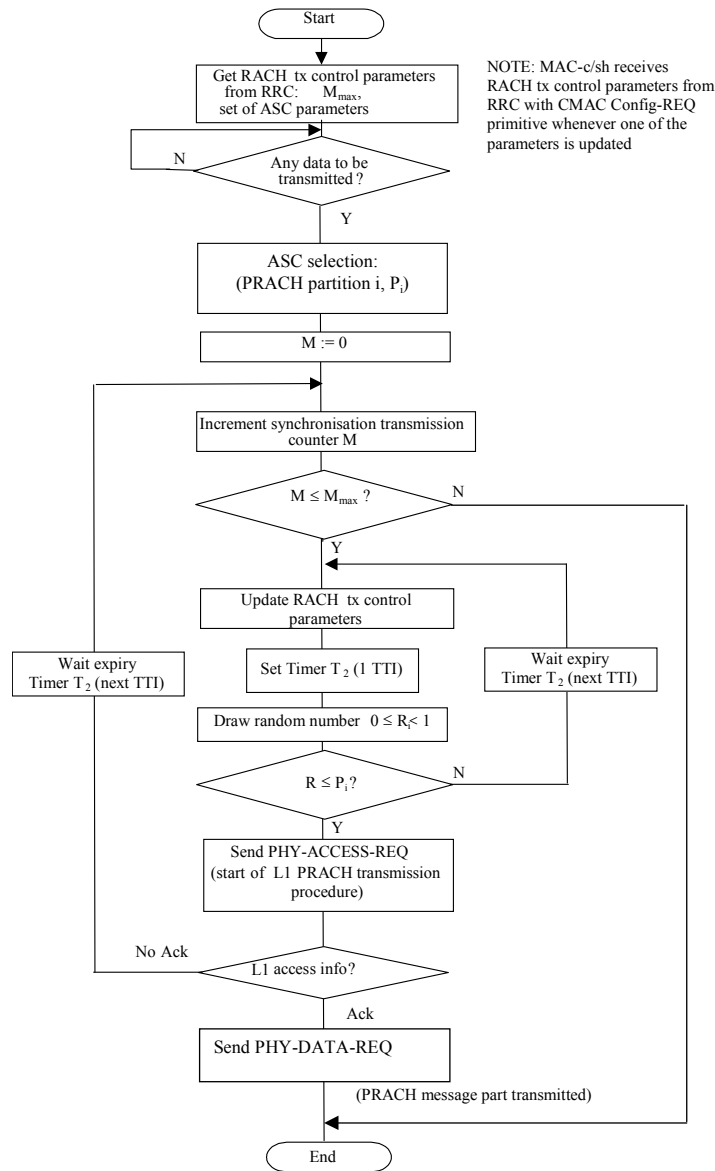 Start
Get RACH tx control parameters
from RRC: Mmax,
set of ASC parameters
NOTE: MAC-c/sh receives
RACH tx control parameters from
RRC with CMAC Config-REQ
primitive whenever one of the
parameters is updated
N
Any data to be
transmitted ?
Y
ASC selection:
(PRACH partition i, Pi)
M := 0
Increment synchronisation transmission
counter M
M ≤ Mmax ?
N
Y
Update RACH tx control
parameters
Wait expiry
Timer T2 (next TTI)
Set Timer T2 (1 TTI)
Wait expiry
Timer T2 (next TTI)
Draw random number 0 ≤ Ri< 1
R ≤ Pi?
N
Y
Send PHY-ACCESS-REQ
(start of L1 PRACH transmission
procedure)
No Ack
L1 access info?
Ack
Send PHY-DATA-REQ
(PRACH message part transmitted)
End